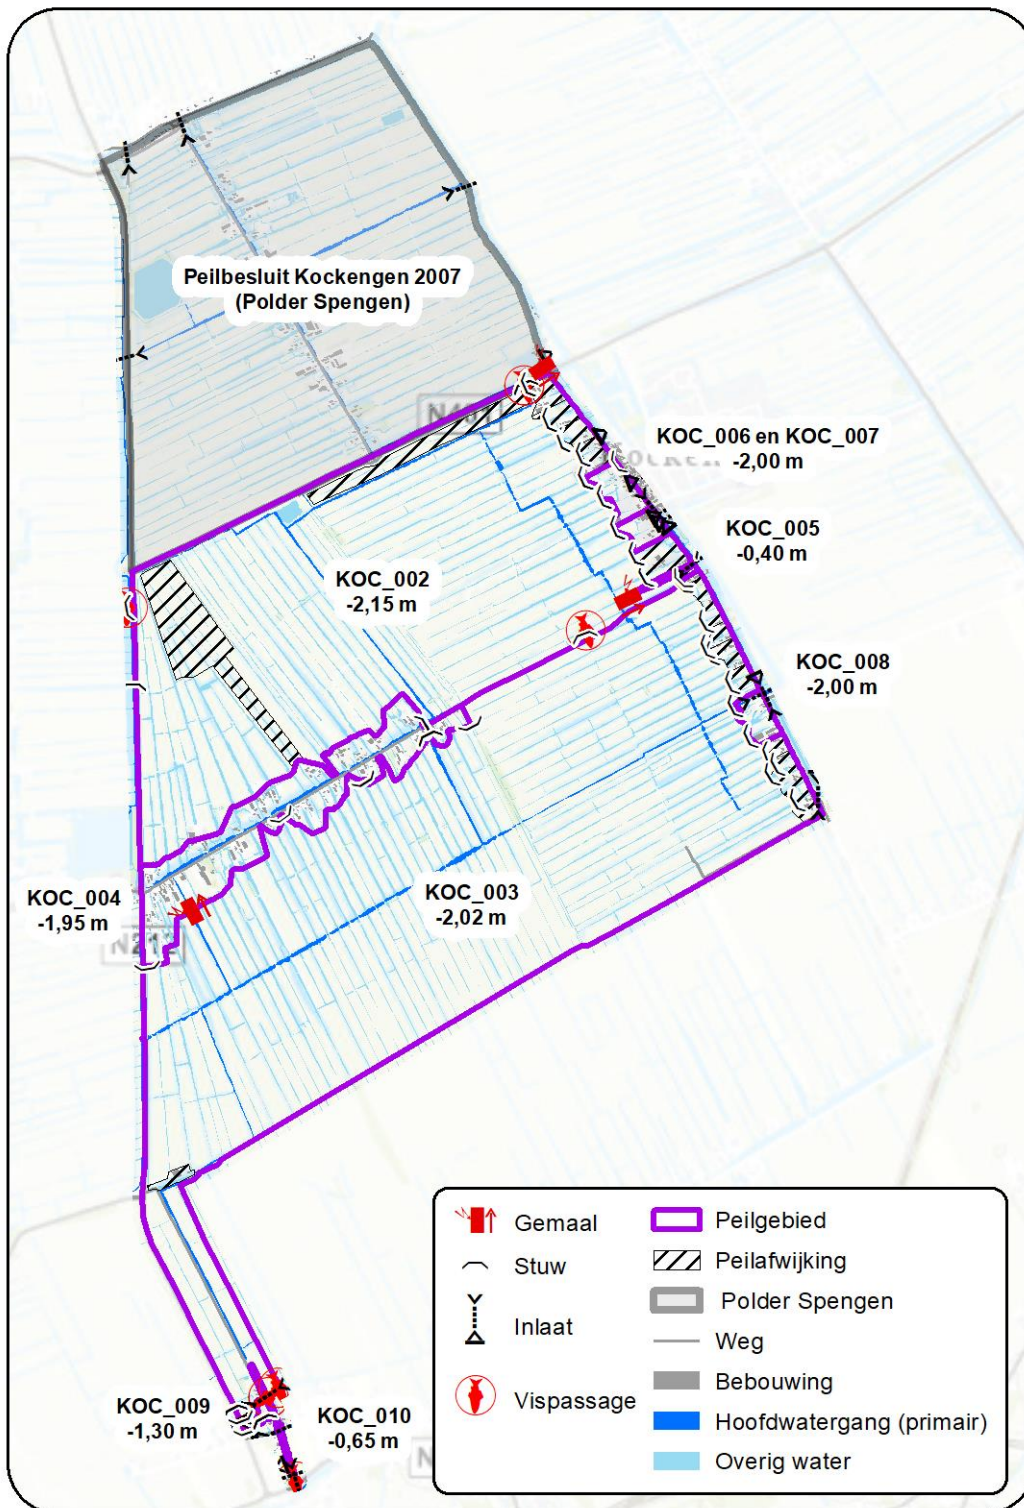 Peilbesluit Kockengen 2007
(Polder Spengen)
N401
KOC_006 en KOC_007
-2,00 m
KOC_005
-0,40 m
KOC_002
-2,15 m
KOC_008
-2,00 m
KOC_004
-1,95 m
KOC_003
-2,02 m
N212
KOC_009
-1,30 m
KOC_010
-0,65 m
Gemaal
Stuw
Inlaat
Vispassage
Peilgebied
Peilafwijking
Polder Spengen
Weg
Bebouwing
Hoofdwatergang (primair)
Overig water